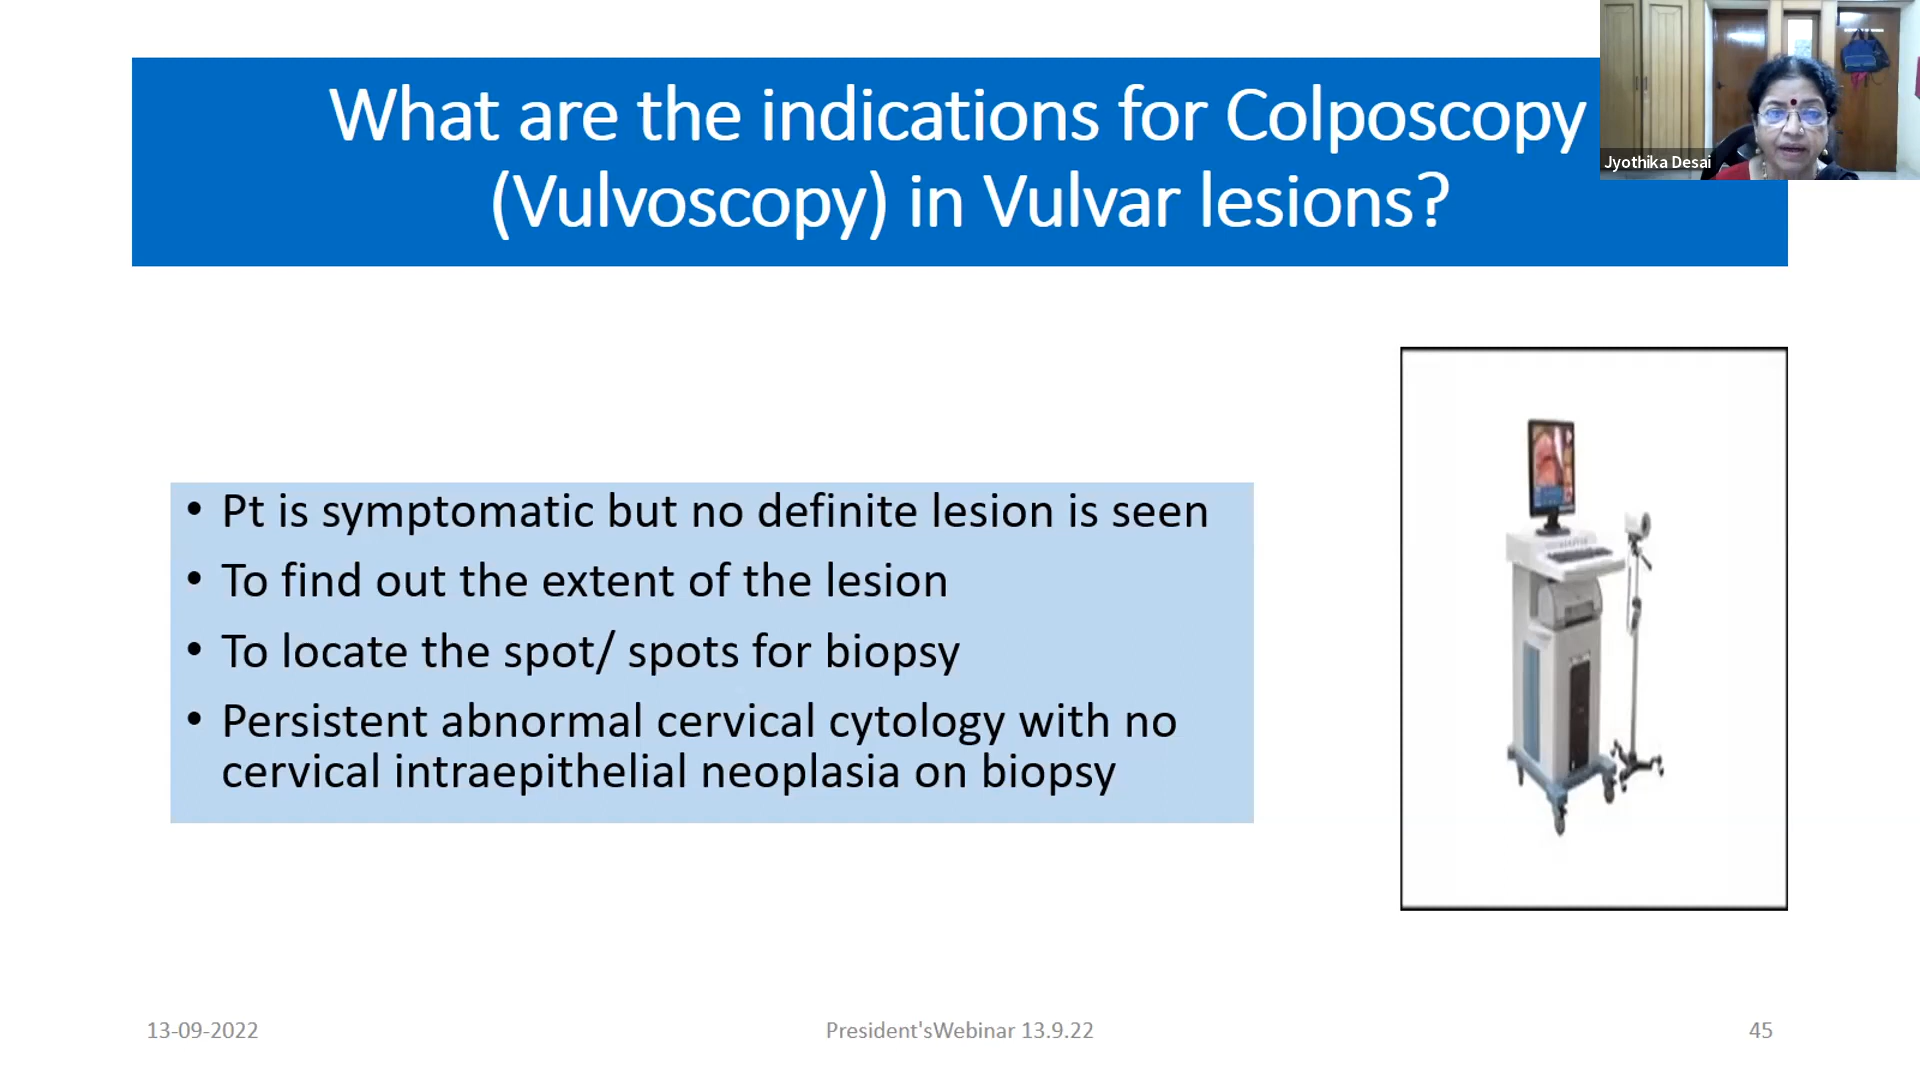 What are the indications for Colposcopy
(Vulvoscopy) in Vulvar lesions?
Jyothika Desai
• Pt is symptomatic but no definite lesion is seen
• To find out the extent of the lesion
• To locate the spot/ spots for biopsy
• Persistent abnormal cervical cytology with no
cervical intraepithelial neoplasia on biopsy
13-09-2022
President'sWebinar 13.9.22
45